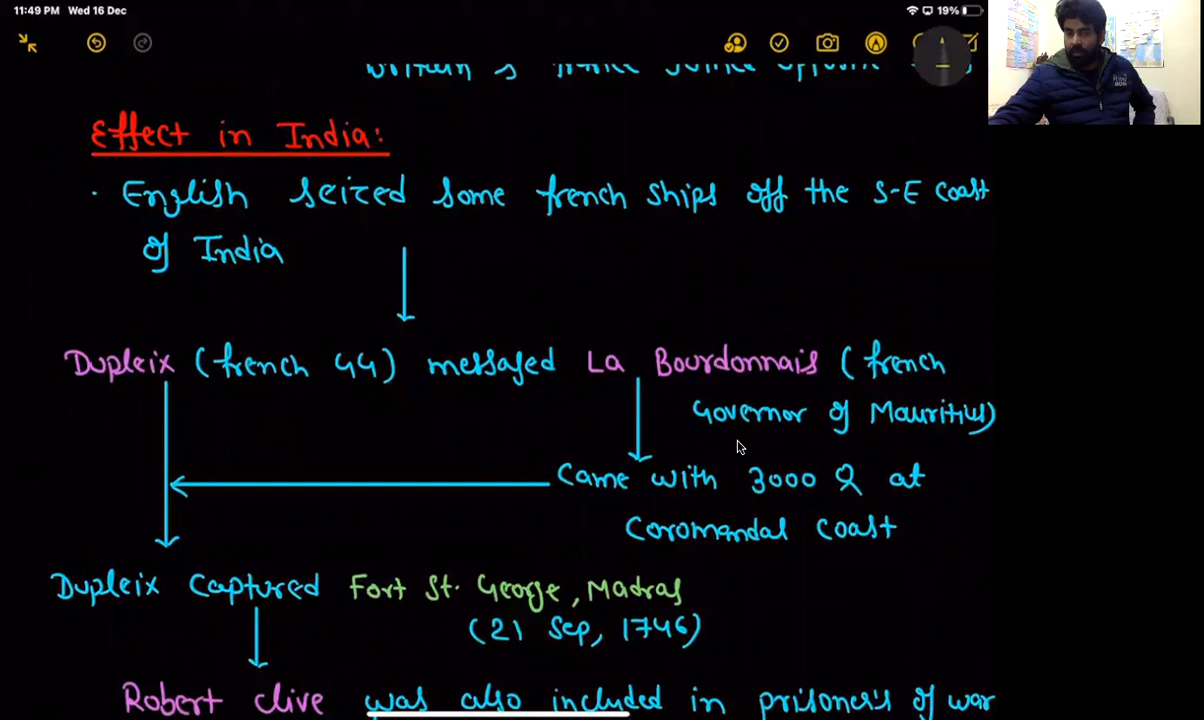 11:49 PM Wed 16 Dec
19%
Effect in India:
· English seized some french ships off the S-E coast
of India
Dupleix (french GG) messaged La Bourdonnais (french
Governor of Mauritius)
Came with 3000 at
Coromandal coast
Dupleix Captured Fort St. George, Madras
(21 Sep, 1746)
Robert clive was also included in prisoner's of war